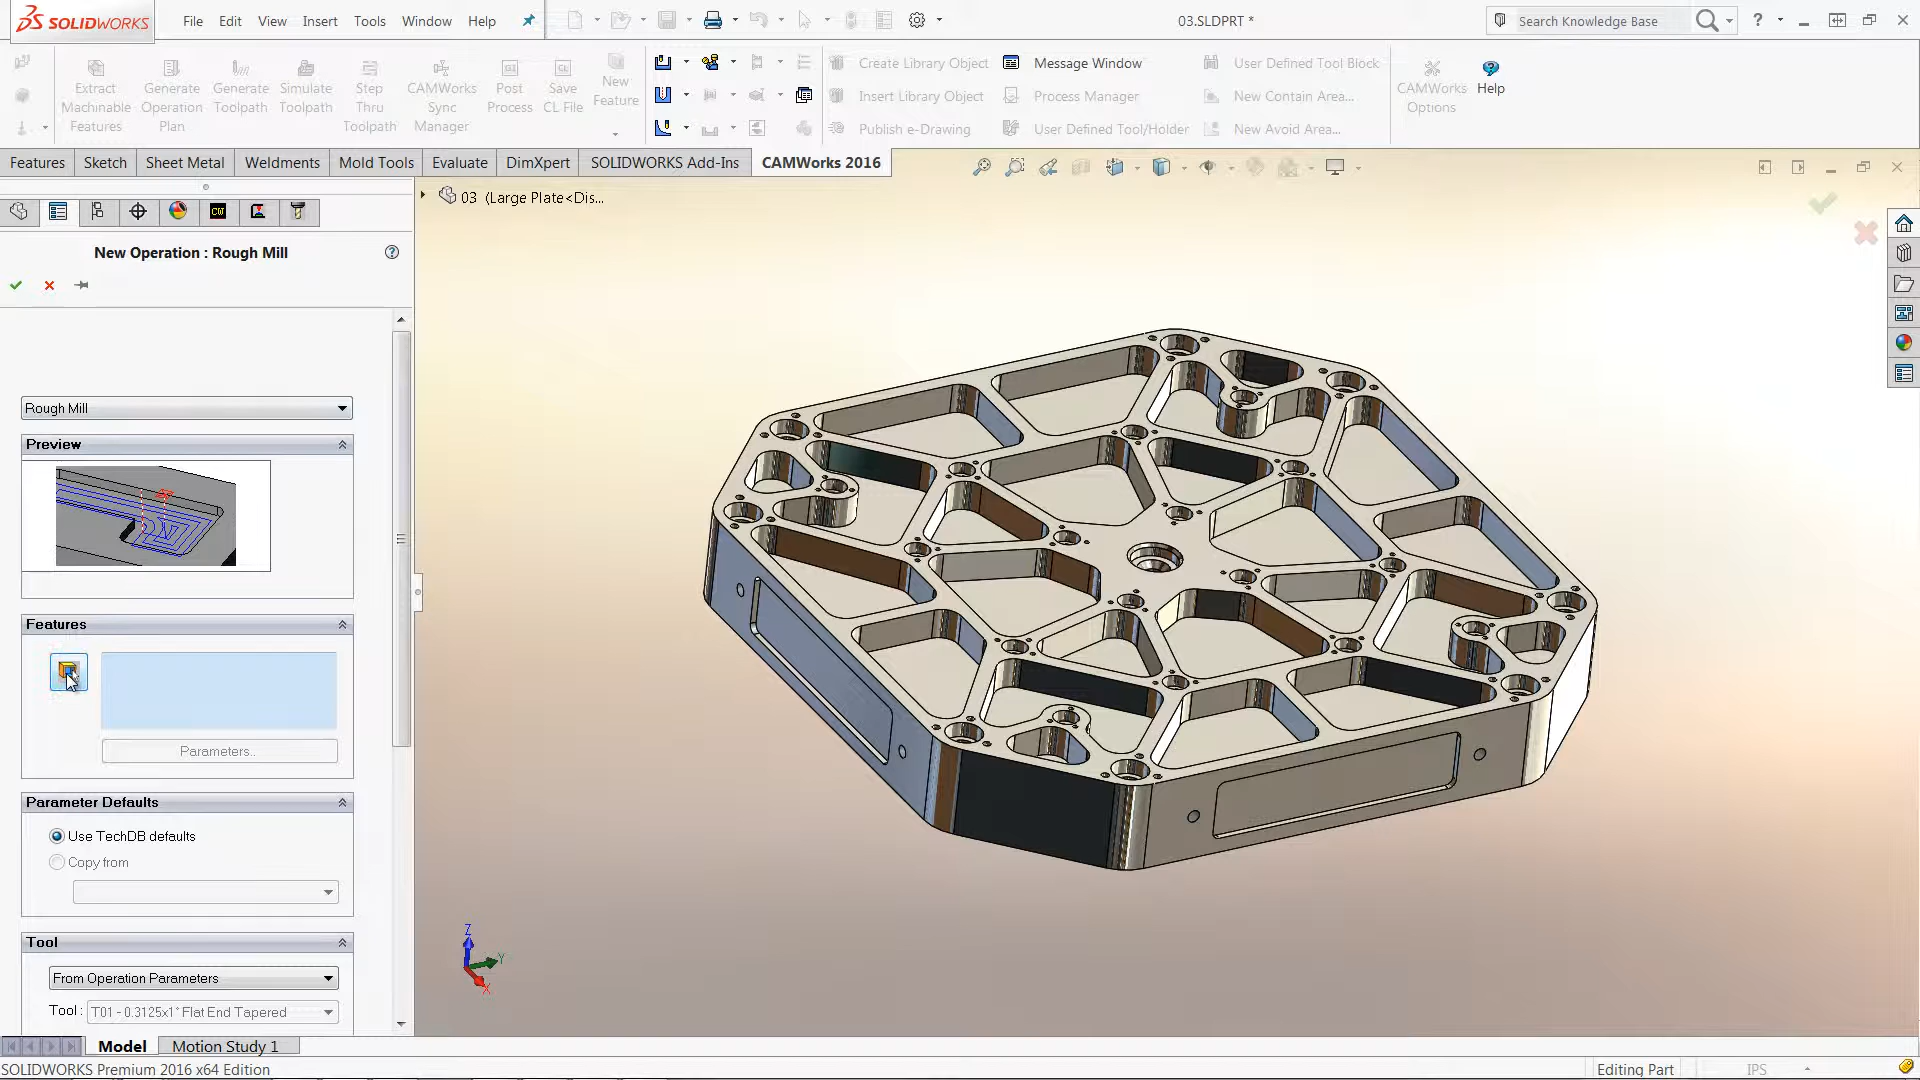 SOLIDWORKS
File Edit View Insert Tools Window Help
03.SLDPRT *
Search Knowledge Base
?
Extract Machinable Features
Generate Operation Plan
Generate Toolpath
Simulate Toolpath
Step Thru Toolpath
CAMWorks Sync Manager
Post Process
Save CL File
New Feature
Create Library Object
Insert Library Object
Publish e-Drawing
Message Window
Process Manager
User Defined Tool/Holder
User Defined Tool Block
New Contain Area...
New Avoid Area...
CAMWorks Options
Help
Features Sketch Sheet Metal Weldments Mold Tools Evaluate DimXpert SOLIDWORKS Add-Ins CAMWorks 2016
03 (Large Plate<Dis...
CW
New Operation : Rough Mill
Rough Mill
Preview
Features
Parameters..
Parameter Defaults
Use TechDB defaults
Copy from
Tool
From Operation Parameters
Tool : T01 - 0.3125x1° Flat End Tapered
Z
Y
X
Model Motion Study 1
SOLIDWORKS Premium 2016 x64 Edition
Editing Part
IPS